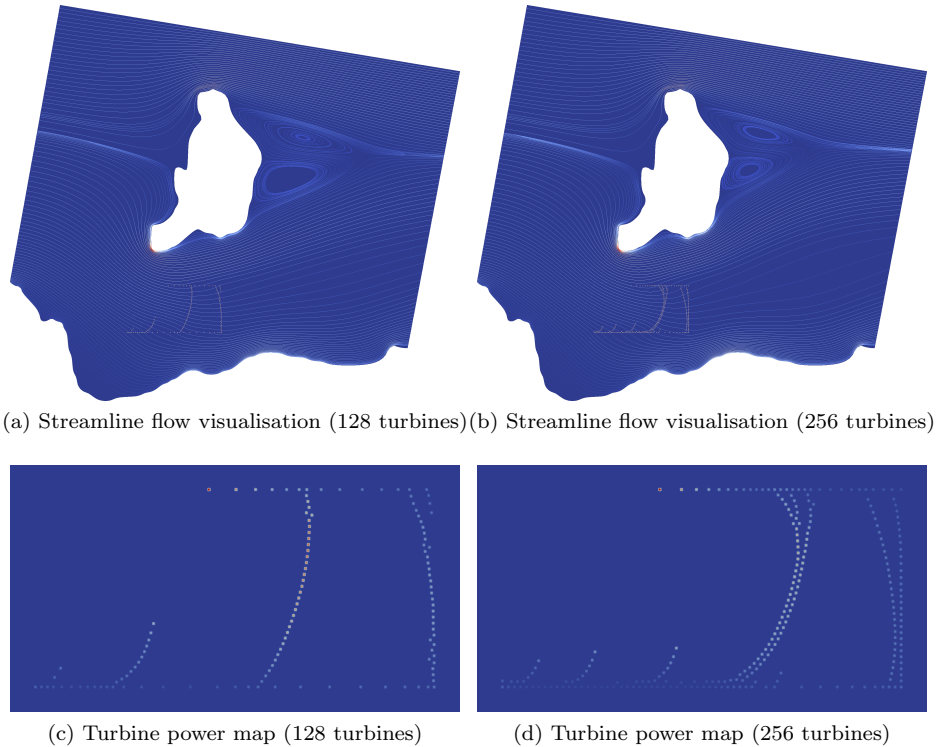 (a) Streamline flow visualisation (128 turbines)
(b) Streamline flow visualisation (256 turbines)
(c) Turbine power map (128 turbines)
(d) Turbine power map (256 turbines)